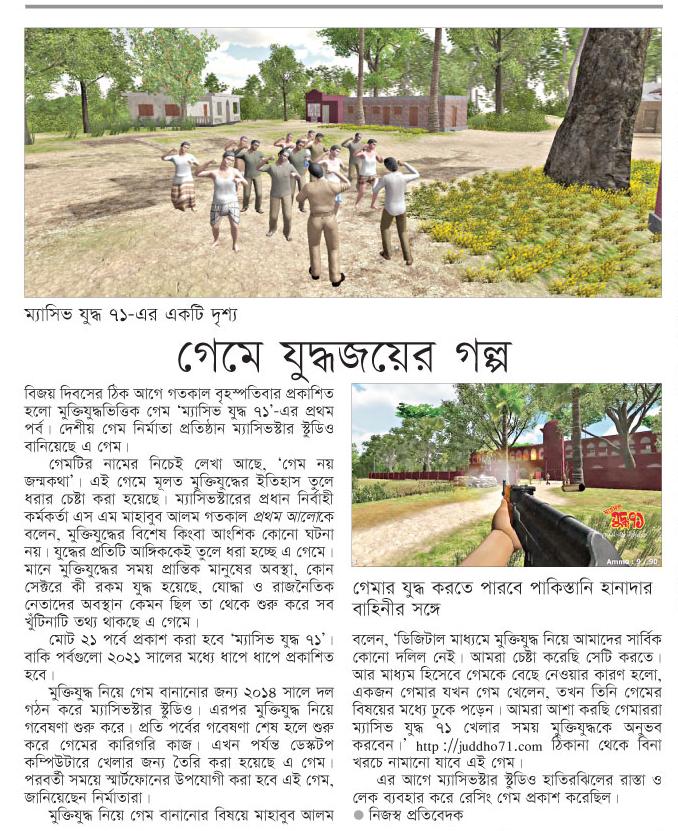 ম্যাসিভ যুদ্ধ ৭১-এর একটি দৃশ্য
গেমে যুদ্ধজয়ের গল্প
বিজয় দিবসের ঠিক আগে গতকাল বৃহস্পতিবার প্রকাশিত
হলো মুক্তিযুদ্ধভিত্তিক গেম ‘ম্যাসিভ যুদ্ধ ৭১’-এর প্রথম
পর্ব। দেশীয় গেম নির্মাতা প্রতিষ্ঠান ম্যাসিভস্টার স্টুডিও
বানিয়েছে এ গেম।
গেমটির নামের নিচেই লেখা আছে, ‘গেম নয়
জন্মকথা’। এই গেমে মূলত মুক্তিযুদ্ধের ইতিহাস তুলে
ধরার চেষ্টা করা হয়েছে। ম্যাসিভস্টারের প্রধান নির্বাহী
কর্মকর্তা এস এম মাহাবুব আলম গতকাল প্রথম আলোকে
বলেন, মুক্তিযুদ্ধের বিশেষ কিংবা আংশিক কোনো ঘটনা
নয়। যুদ্ধের প্রতিটি আঙ্গিককেই তুলে ধরা হচ্ছে এ গেমে।
মানে মুক্তিযুদ্ধের সময় প্রান্তিক মানুষের অবস্থা, কোন
সেক্টরে কী রকম যুদ্ধ হয়েছে, যোদ্ধা ও রাজনৈতিক
নেতাদের অবস্থান কেমন ছিল তা থেকে শুরু করে সব
খুঁটিনাটি তথ্য থাকছে এ গেমে।
মোট ২১ পর্বে প্রকাশ করা হবে ‘ম্যাসিভ যুদ্ধ ৭১’।
বাকি পর্বগুলো ২০২১ সালের মধ্যে ধাপে ধাপে প্রকাশিত
হবে।
মুক্তিযুদ্ধ নিয়ে গেম বানানোর জন্য ২০১৪ সালে দল
গঠন করে ম্যাসিভস্টার স্টুডিও। এরপর মুক্তিযুদ্ধ নিয়ে
গবেষণা শুরু করে। প্রতি পর্বের গবেষণা শেষ হলে শুরু
করে গেমের কারিগরি কাজ। এখন পর্যন্ত ডেস্কটপ
কম্পিউটারে খেলার জন্য তৈরি করা হয়েছে এ গেম।
পরবর্তী সময়ে স্মার্টফোনের উপযোগী করা হবে এই গেম,
জানিয়েছেন নির্মাতারা।
মুক্তিযুদ্ধ নিয়ে গেম বানানোর বিষয়ে মাহাবুব আলম
যুদ্ধ৭১
Ammo : 9 / 90
গেমার যুদ্ধ করতে পারবে পাকিস্তানি হানাদার
বাহিনীর সঙ্গে
বলেন, ‘ডিজিটাল মাধ্যমে মুক্তিযুদ্ধ নিয়ে আমাদের সার্বিক
কোনো দলিল নেই। আমরা চেষ্টা করেছি সেটি করতে।
আর মাধ্যম হিসেবে গেমকে বেছে নেওয়ার কারণ হলো,
একজন গেমার যখন গেম খেলেন, তখন তিনি গেমের
বিষয়ের মধ্যে ঢুকে পড়েন। আমরা আশা করছি গেমাররা
ম্যাসিভ যুদ্ধ ৭১ খেলার সময় মুক্তিযুদ্ধকে অনুভব
করবেন।’ http://juddho71.com ঠিকানা থেকে বিনা
খরচে নামানো যাবে এই গেম।
এর আগে ম্যাসিভস্টার স্টুডিও হাতিরঝিলের রাস্তা ও
লেক ব্যবহার করে রেসিং গেম প্রকাশ করেছিল।
● নিজস্ব প্রতিবেদক